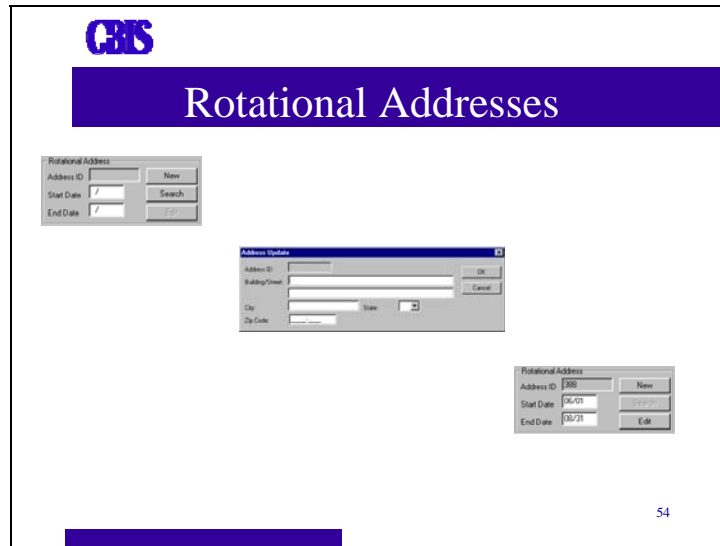 CBIS
Rotational Addresses
Rotational Address
Address ID New
Start Date / Search
End Date / Edit
Address Update
Address ID:
Building/Street:
OK
Cancel
City: State:
Zip Code: _____-____
Rotational Address
Address ID 388 New
Start Date 06/01 Search
End Date 08/31 Edit
54